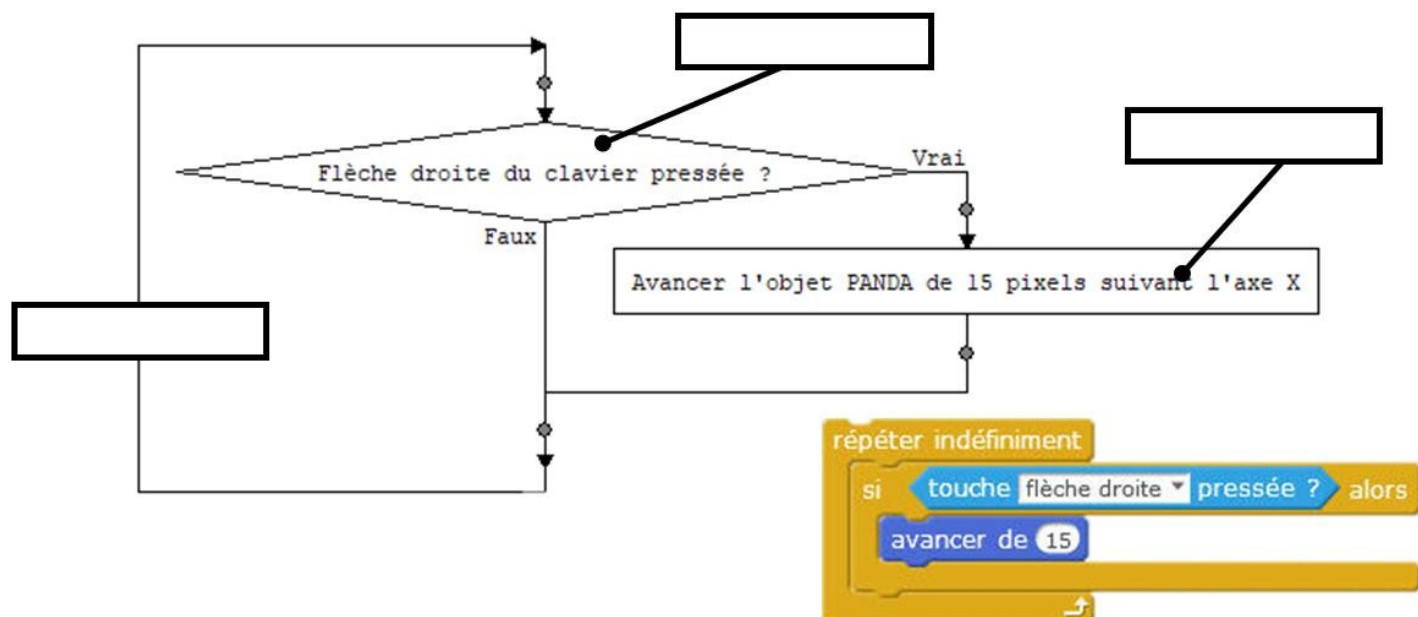 Flèche droite du clavier pressée ?
Vrai
Faux
Avancer l'objet PANDA de 15 pixels suivant l'axe X
répéter indéfiniment
si touche flèche droite pressée ? alors
avancer de 15